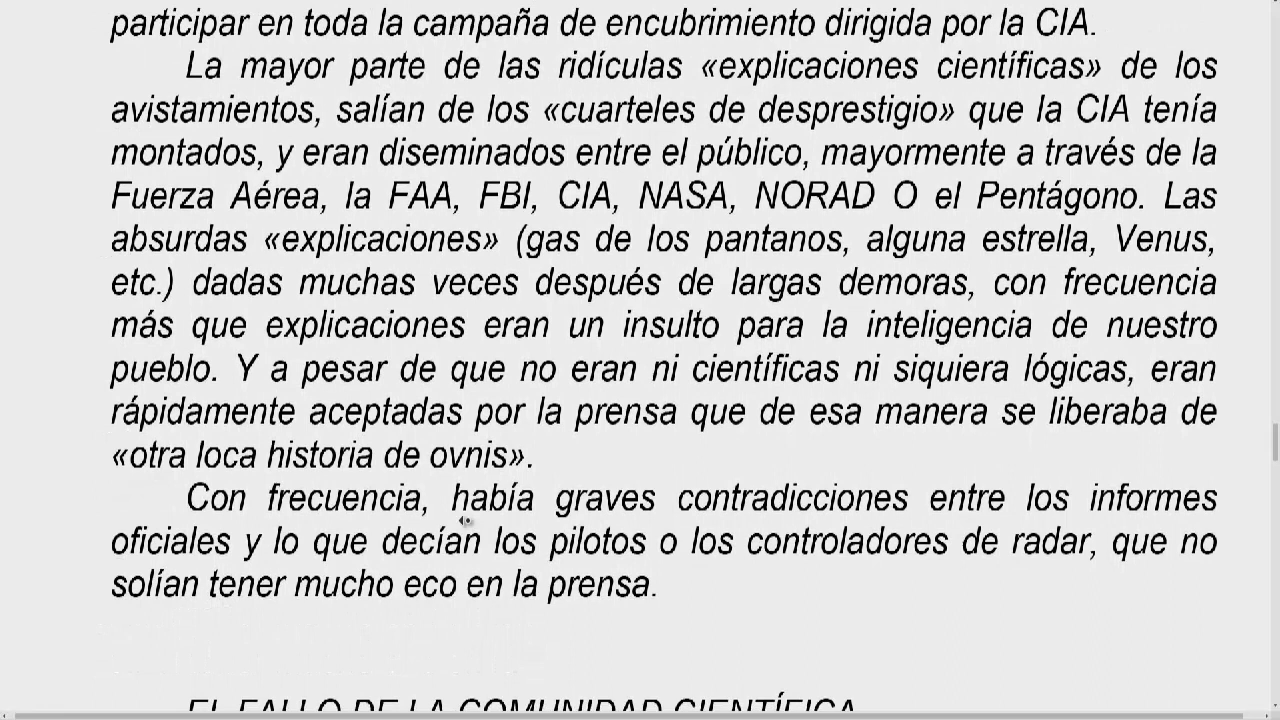 participar en toda la campaña de encubrimiento dirigida por la CIA.
La mayor parte de las ridículas «explicaciones científicas» de los
avistamientos, salían de los «cuarteles de desprestigio» que la CIA tenía
montados, y eran diseminados entre el público, mayormente a través de la
Fuerza Aérea, la FAA, FBI, CIA, NASA, NORAD O el Pentágono. Las
absurdas «explicaciones» (gas de los pantanos, alguna estrella, Venus,
etc.) dadas muchas veces después de largas demoras, con frecuencia
más que explicaciones eran un insulto para la inteligencia de nuestro
pueblo. Y a pesar de que no eran ni científicas ni siquiera lógicas, eran
rápidamente aceptadas por la prensa que de esa manera se liberaba de
«otra loca historia de ovnis».
Con frecuencia, había graves contradicciones entre los informes
oficiales y lo que decían los pilotos o los controladores de radar, que no
solían tener mucho eco en la prensa.
EL FALLO DE LA COMUNIDAD CIENTÍFICA